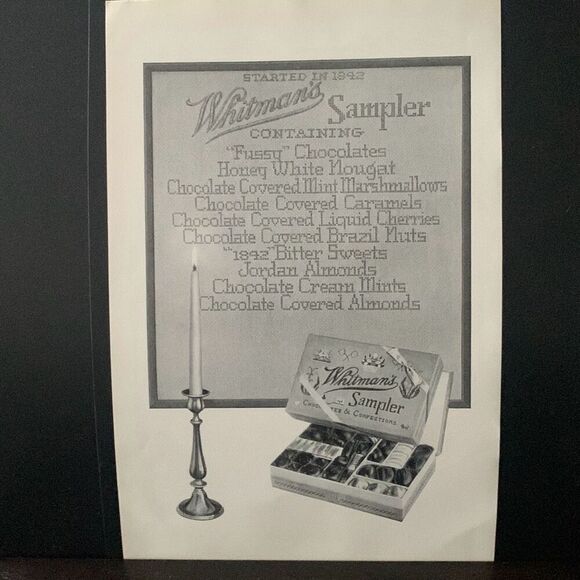 STARTED IN 1842
Whitman's Sampler
CONTAINING
"Fussy" Chocolates
Honey White Nougat
Chocolate Covered Mint Marshmallows
Chocolate Covered Caramels
Chocolate Covered Liquid Cherries
Chocolate Covered Brazil Nuts
"1842" Bitter Sweets
Jordan Almonds
Chocolate Cream Mints
Chocolate Covered Almonds
Whitman's
Sampler
CHOCOLATES & CONFECTIONS